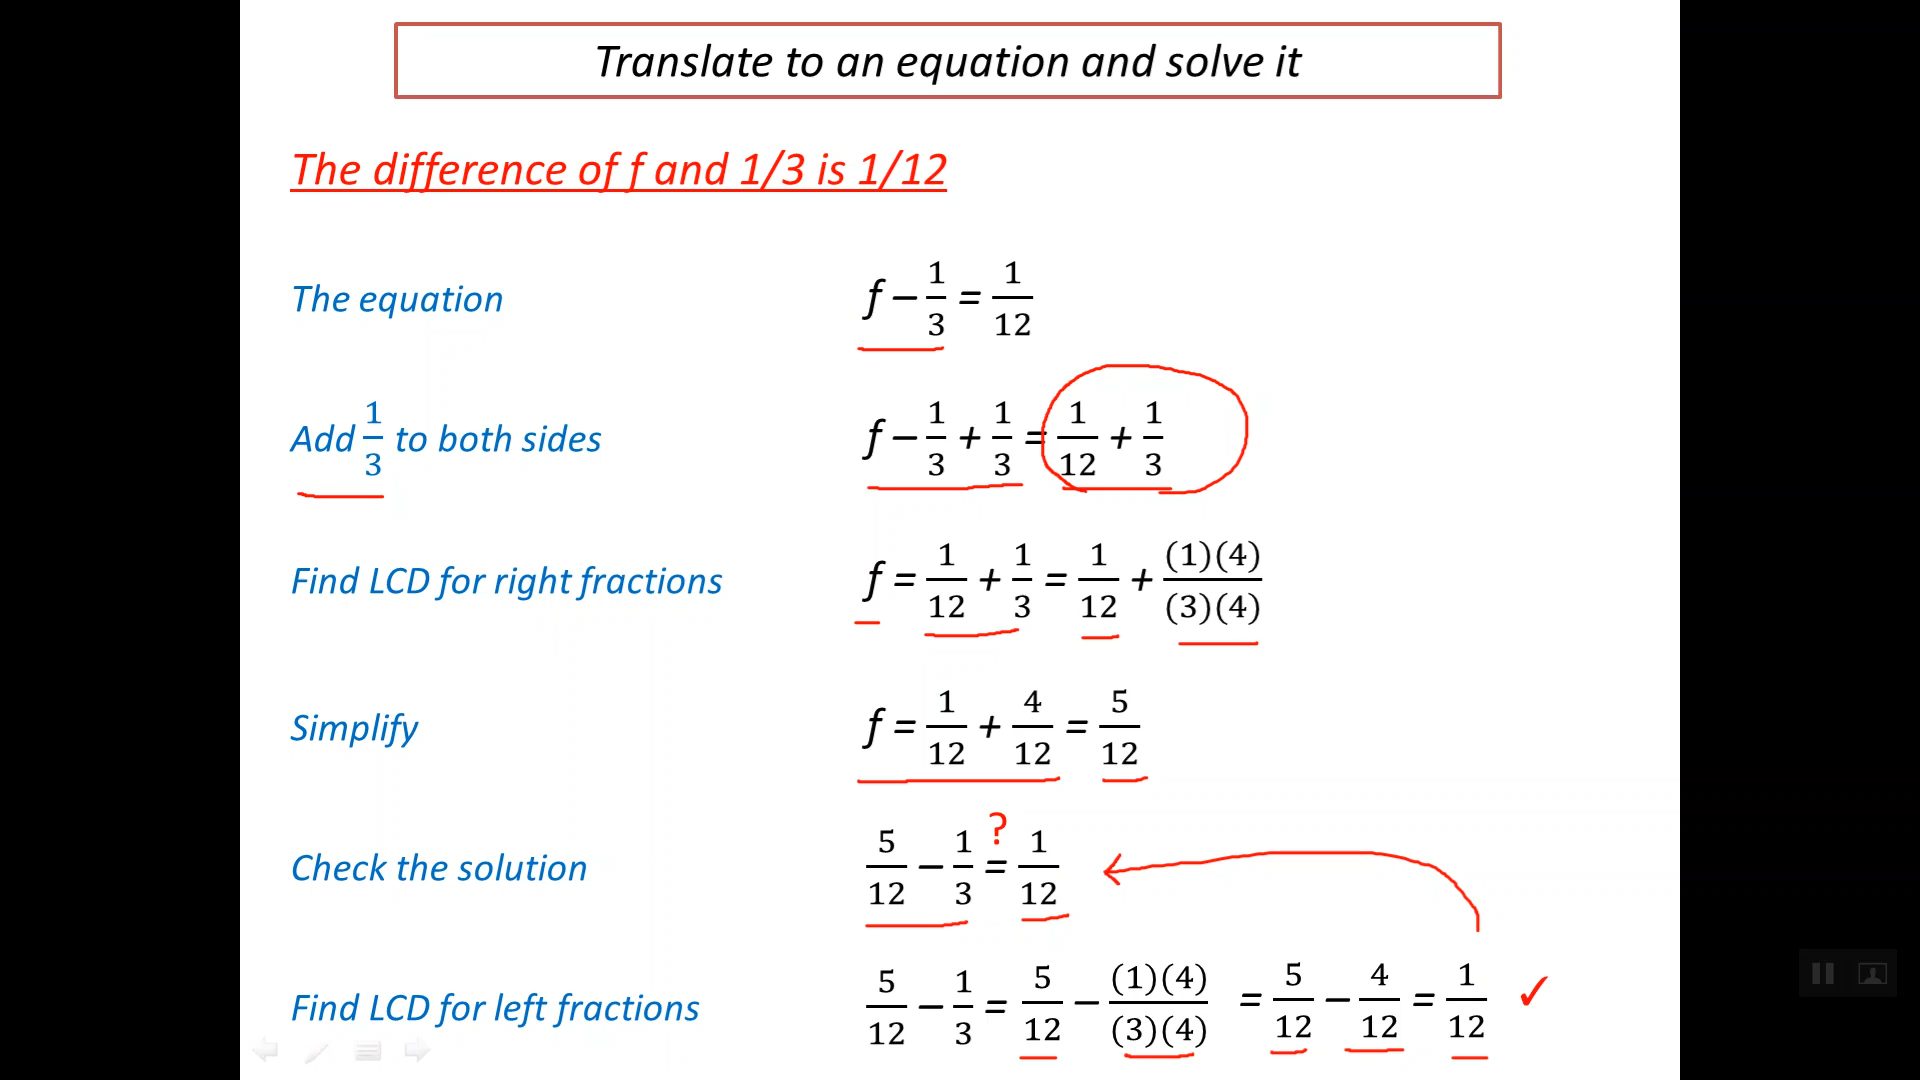 Translate to an equation and solve it
The difference of f and 1/3 is 1/12
The equation f – 1/3 = 1/12
Add 1/3 to both sides f – 1/3 + 1/3 = 1/12 + 1/3
Find LCD for right fractions f = 1/12 + 1/3 = 1/12 + (1)(4)/(3)(4)
Simplify f = 1/12 + 4/12 = 5/12
Check the solution 5/12 – 1/3 =? 1/12
Find LCD for left fractions 5/12 – 1/3 = 5/12 – (1)(4)/(3)(4) = 5/12 – 4/12 = 1/12 ✓